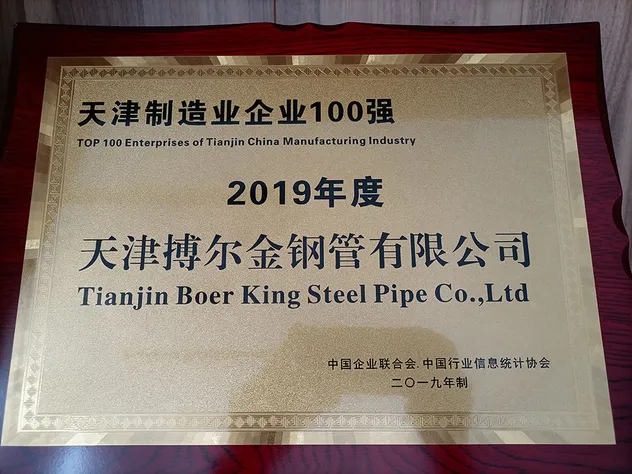 天津制造业企业100强
TOP 100 Enterprises of Tianjin China Manufacturing Industry
2019年度
天津搏尔金钢管有限公司
Tianjin Boer King Steel Pipe Co.,Ltd
中国企业联合会.中国行业信息统计协会
二〇一九年制